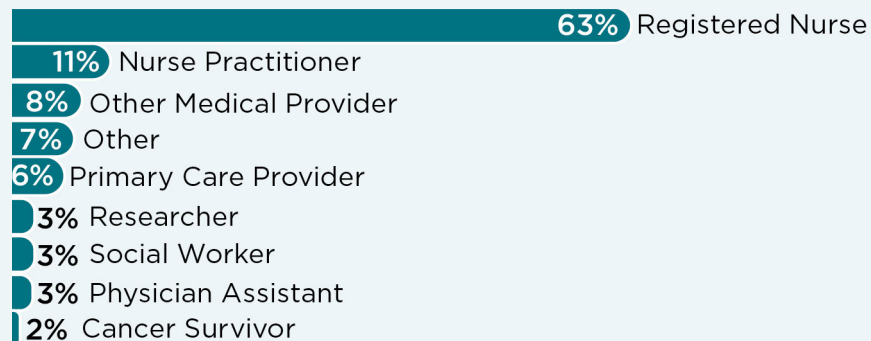 63% Registered Nurse
11% Nurse Practitioner
8% Other Medical Provider
7% Other
6% Primary Care Provider
3% Researcher
3% Social Worker
3% Physician Assistant
2% Cancer Survivor